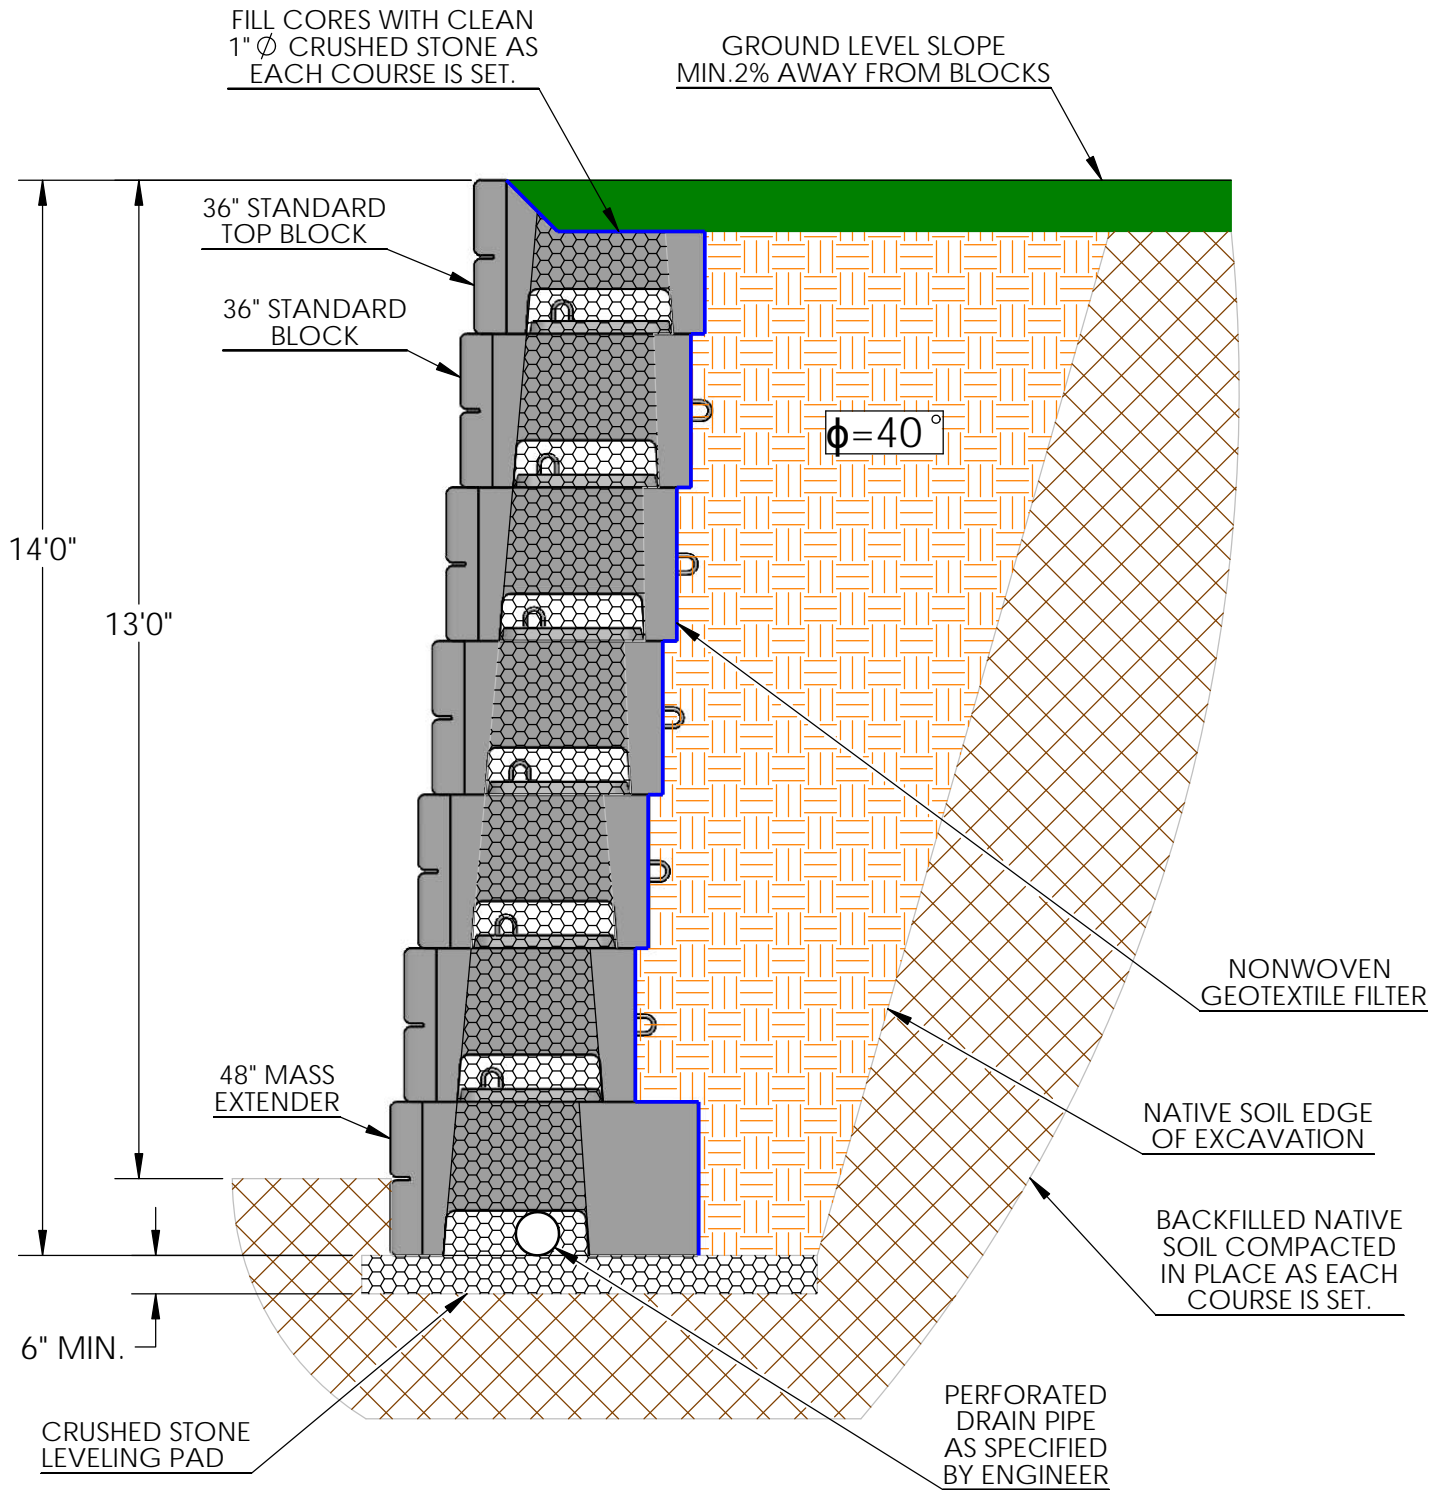 FILL CORES WITH CLEAN
1"∅ CRUSHED STONE AS
EACH COURSE IS SET.
GROUND LEVEL SLOPE
MIN.2% AWAY FROM BLOCKS
36" STANDARD
TOP BLOCK
36" STANDARD
BLOCK
ϕ=40°
14'0"
13'0"
NONWOVEN
GEOTEXTILE FILTER
48" MASS
EXTENDER
NATIVE SOIL EDGE
OF EXCAVATION
BACKFILLED NATIVE
SOIL COMPACTED
IN PLACE AS EACH
COURSE IS SET.
6" MIN.
PERFORATED
DRAIN PIPE
AS SPECIFIED
BY ENGINEER
CRUSHED STONE
LEVELING PAD